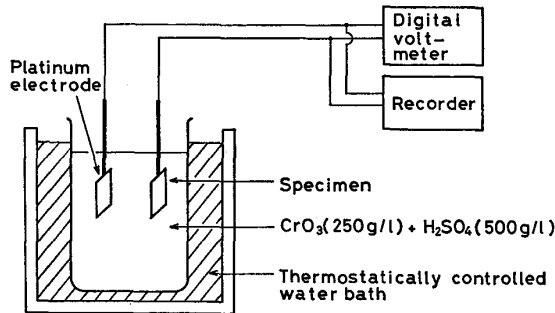 Digital
volt-
meter
Platinum
electrode
Recorder
Specimen
CrO₃(250g/l) + H₂SO₄(500g/l)
Thermostatically controlled
water bath